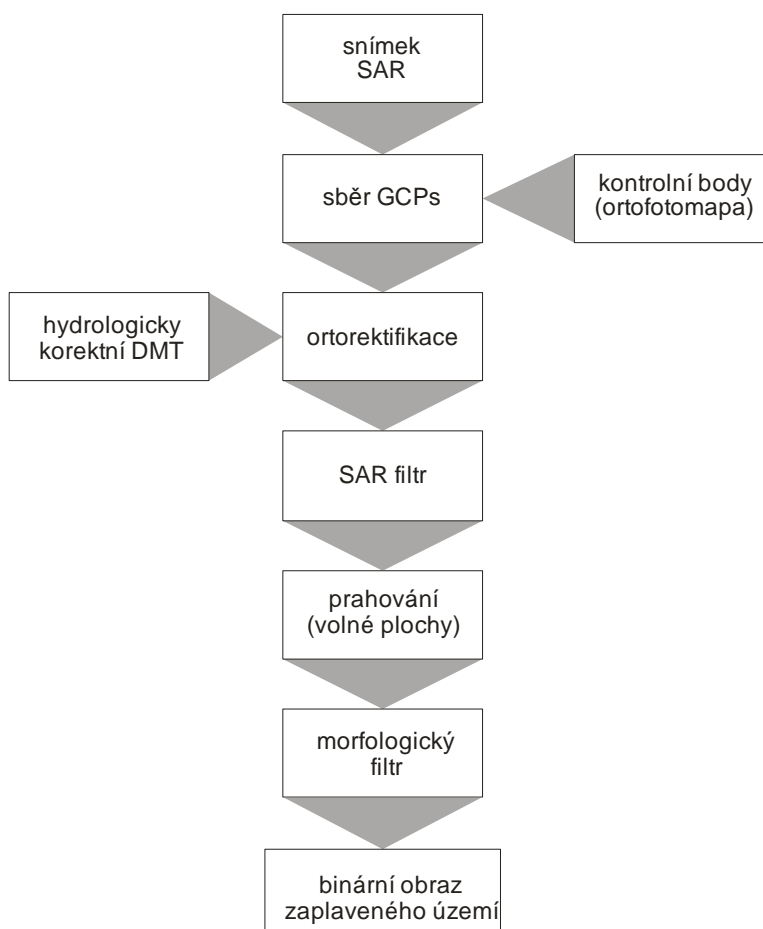 snímek
SAR
sběr GCPs
kontrolní body
(ortofotomapa)
hydrologicky
korektní DMT
ortorektifikace
SAR filtr
prahování
(volné plochy)
morfologický
filtr
binární obraz
zaplaveného území